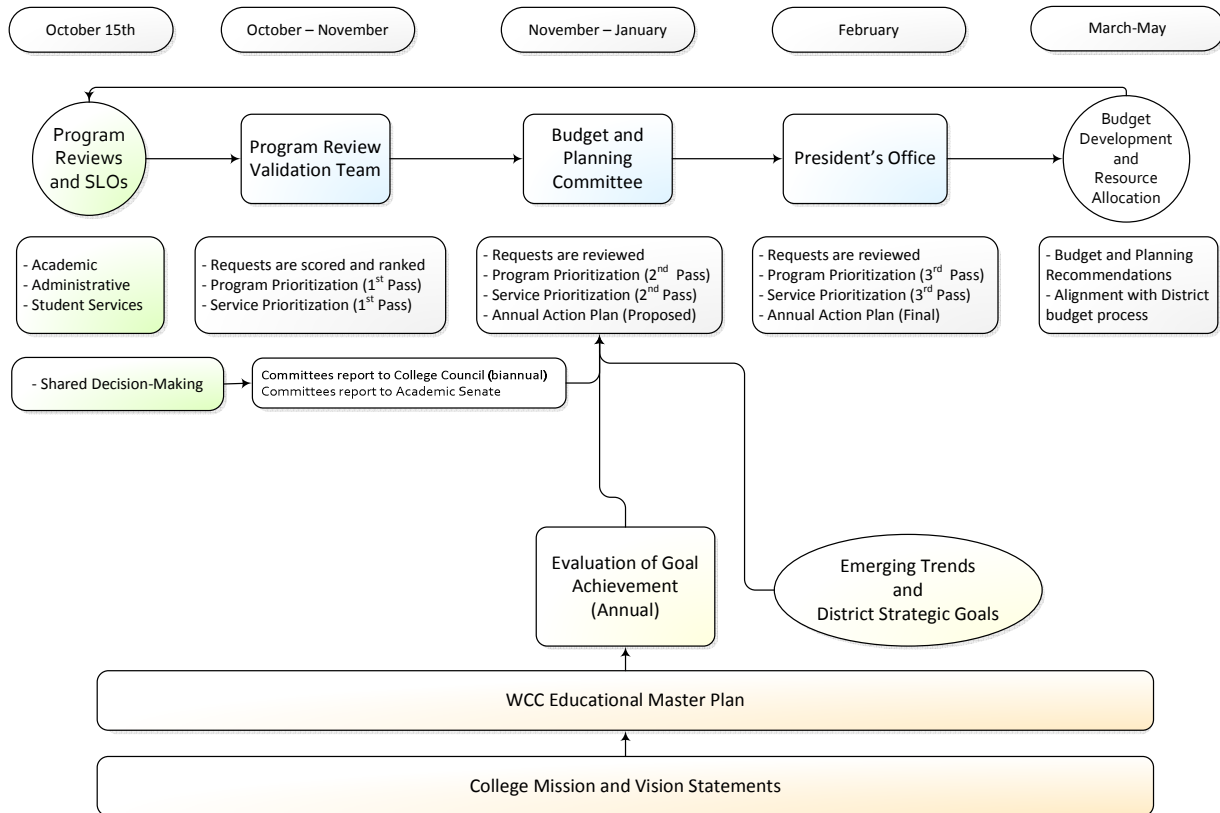 October 15th
October – November
November – January
February
March-May
Program
Reviews
and SLOs
Program Review
Validation Team
Budget and
Planning
Committee
President’s Office
Budget
Development
and
Resource
Allocation
- Academic
- Administrative
- Student Services
- Requests are scored and ranked
- Program Prioritization (1st Pass)
- Service Prioritization (1st Pass)
- Requests are reviewed
- Program Prioritization (2nd Pass)
- Service Prioritization (2nd Pass)
- Annual Action Plan (Proposed)
- Requests are reviewed
- Program Prioritization (3rd Pass)
- Service Prioritization (3rd Pass)
- Annual Action Plan (Final)
- Budget and Planning
Recommendations
- Alignment with District
budget process
- Shared Decision-Making
Committees report to College Council (biannual)
Committees report to Academic Senate
Evaluation of Goal
Achievement
(Annual)
Emerging Trends
and
District Strategic Goals
WCC Educational Master Plan
College Mission and Vision Statements